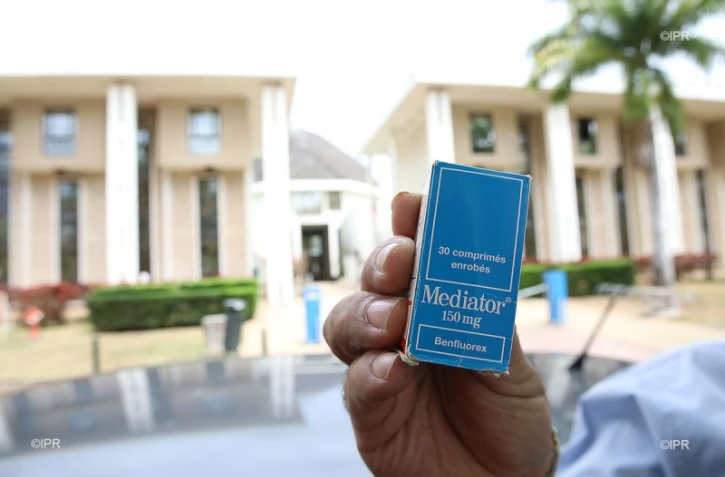 ©IPR
30 comprimés
enrobés
Mediator®
150 mg
Benfluorex
©IPR
©IPR